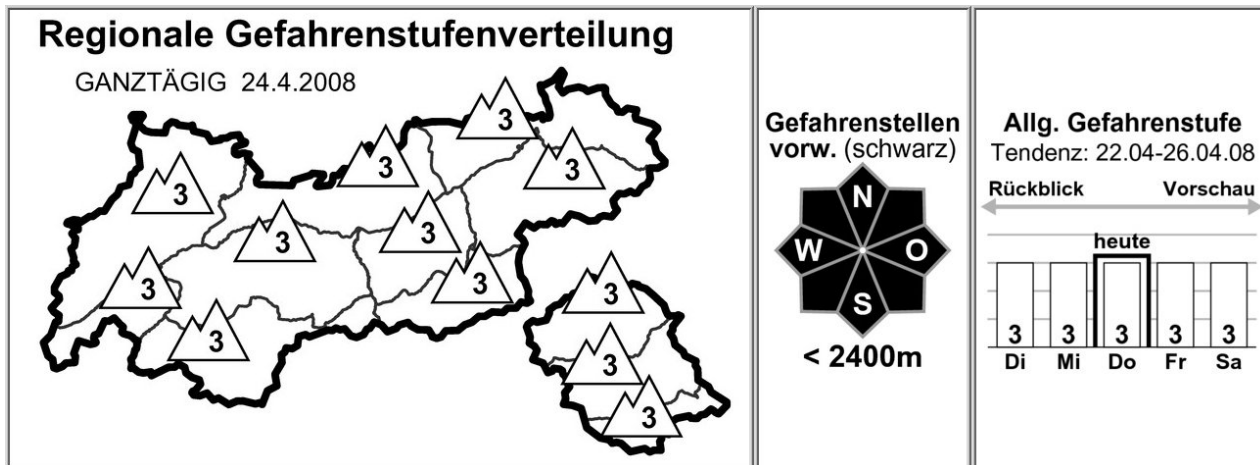 Regionale Gefahrenstufenverteilung
GANZTÄGIG 24.4.2008
3
3
3
3
3
3
3
3
3
3
3
3
Gefahrenstellen
vorw. (schwarz)
N
W O
S
< 2400m
Allg. Gefahrenstufe
Tendenz: 22.04-26.04.08
Rückblick Vorschau
heute
3 3 3 3 3
Di Mi Do Fr Sa